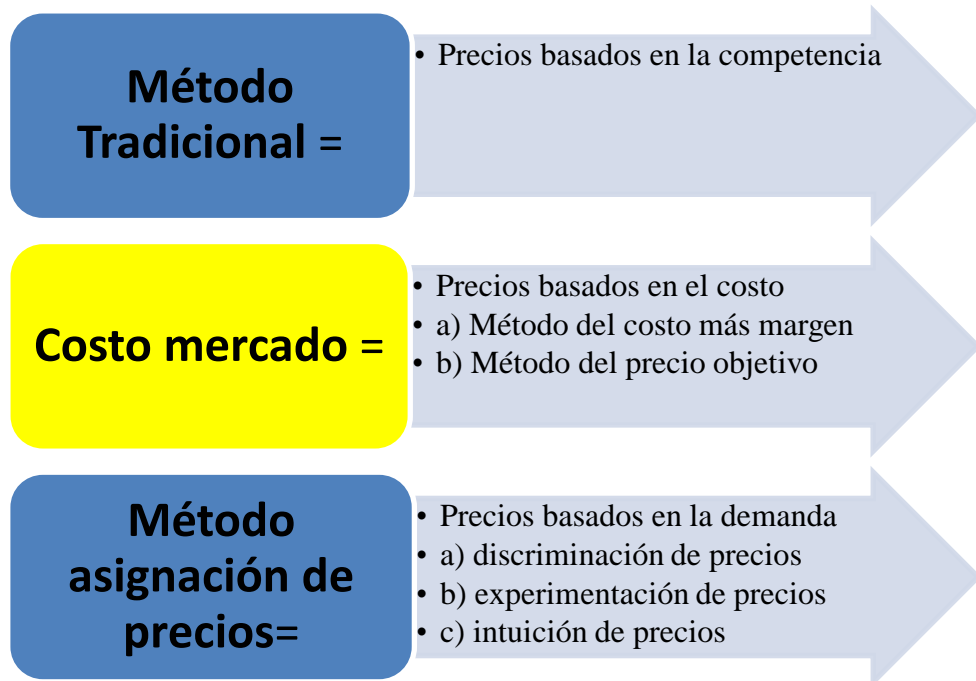 Método
Tradicional =
• Precios basados en la competencia
Costo mercado =
• Precios basados en el costo
• a) Método del costo más margen
• b) Método del precio objetivo
Método
asignación de
precios=
• Precios basados en la demanda
• a) discriminación de precios
• b) experimentación de precios
• c) intuición de precios